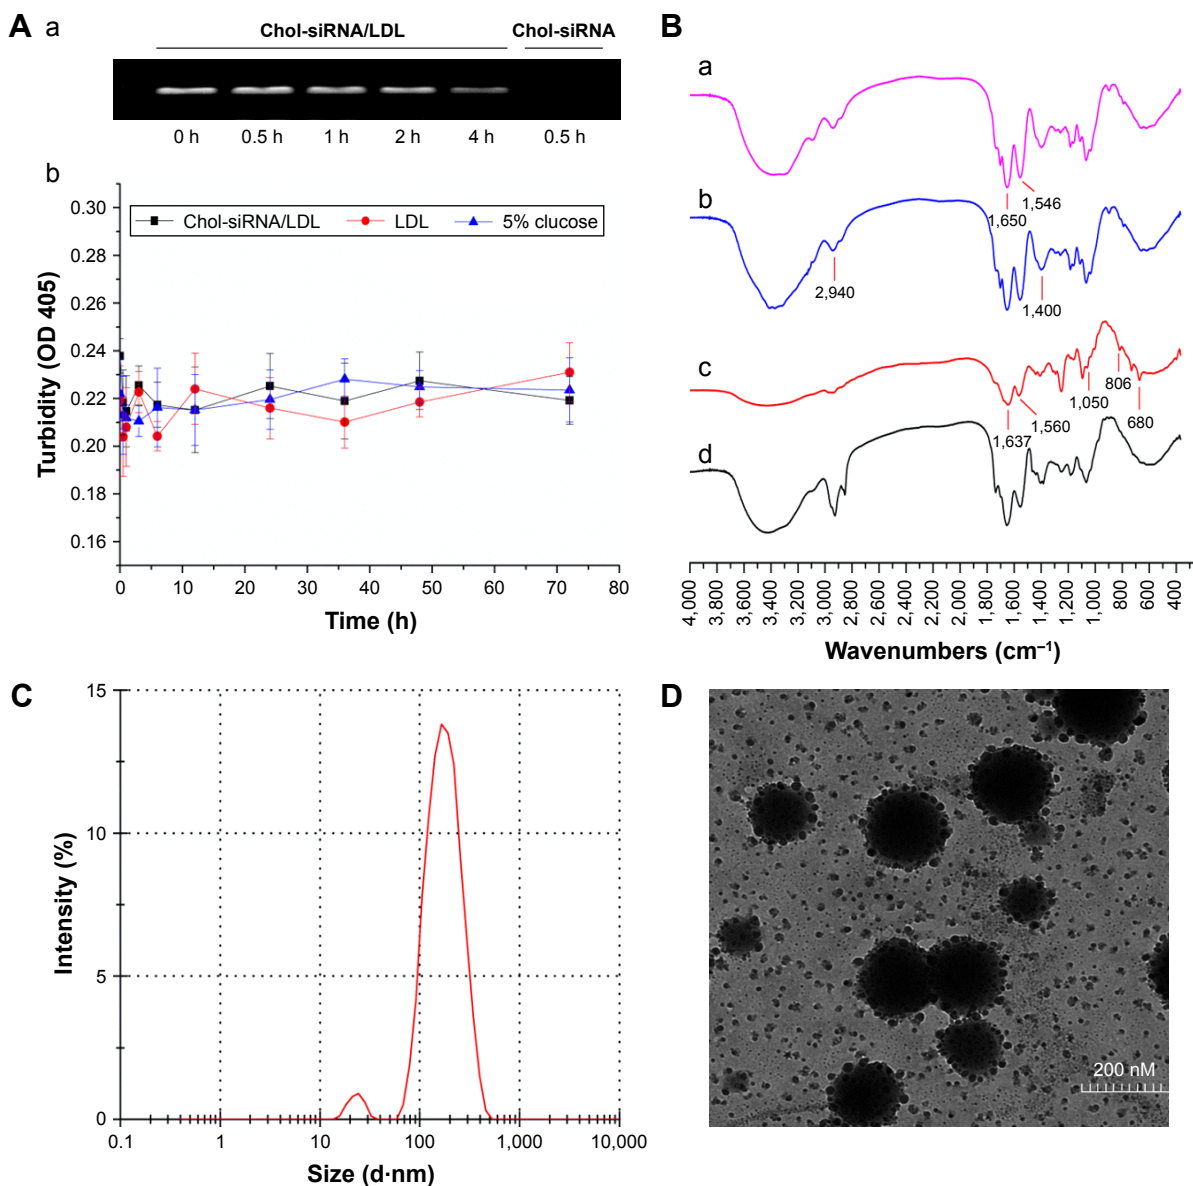 A a
Chol-siRNA/LDL Chol-siRNA
0 h 0.5 h 1 h 2 h 4 h 0.5 h
b
0.30
0.28
0.26
0.24
0.22
0.20
0.18
0.16
Turbidity (OD 405)
Chol-siRNA/LDL LDL 5% clucose
0 10 20 30 40 50 60 70 80
Time (h)
B
a
1,650
1,546
b
2,940
1,400
c
1,637
1,560
1,050
806
680
d
4,000 3,800 3,400 3,000 2,800 2,600 2,400 2,200 2,000 1,800 1,600 1,400 1,200 1,000 800 600 400
Wavenumbers (cm⁻¹)
C
15
10
5
0
Intensity (%)
0.1 1 10 100 1,000 10,000
Size (d·nm)
D
200 nM